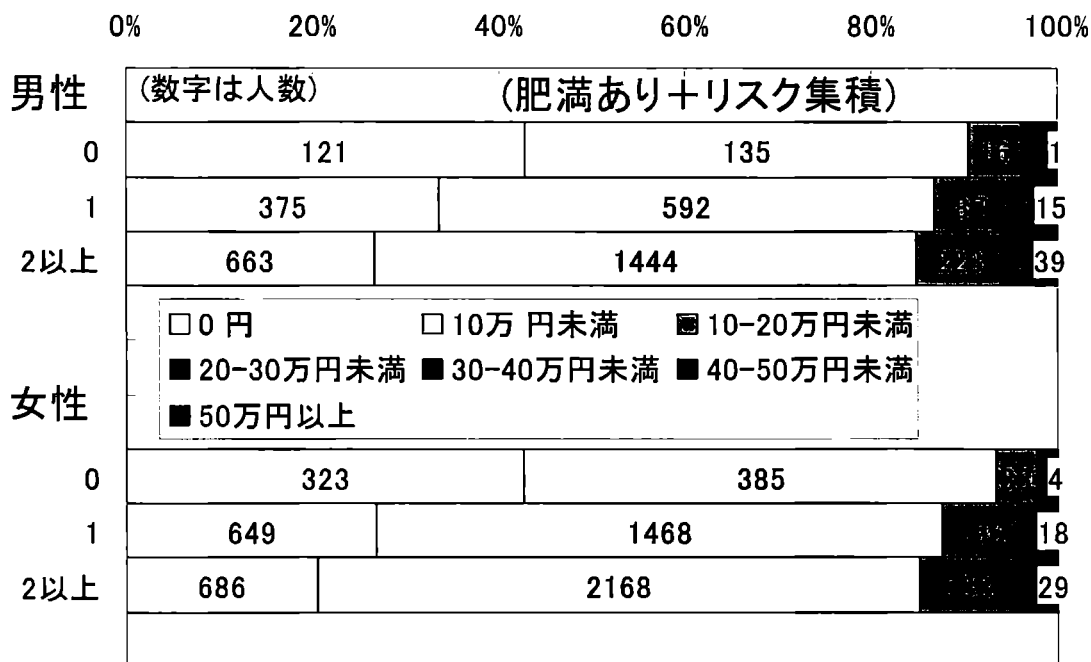 0% 20% 40% 60% 80% 100%
男性 (数字は人数) (肥満あり+リスク集積)
0 121 135 16 1
1 375 592 15
2以上 663 1444 39
□0 円 □10万 円未満 ■10-20万円未満
■20-30万円未満 ■30-40万円未満 ■40-50万円未満
■50万円以上
女性
0 323 385 4
1 649 1468 18
2以上 686 2168 29